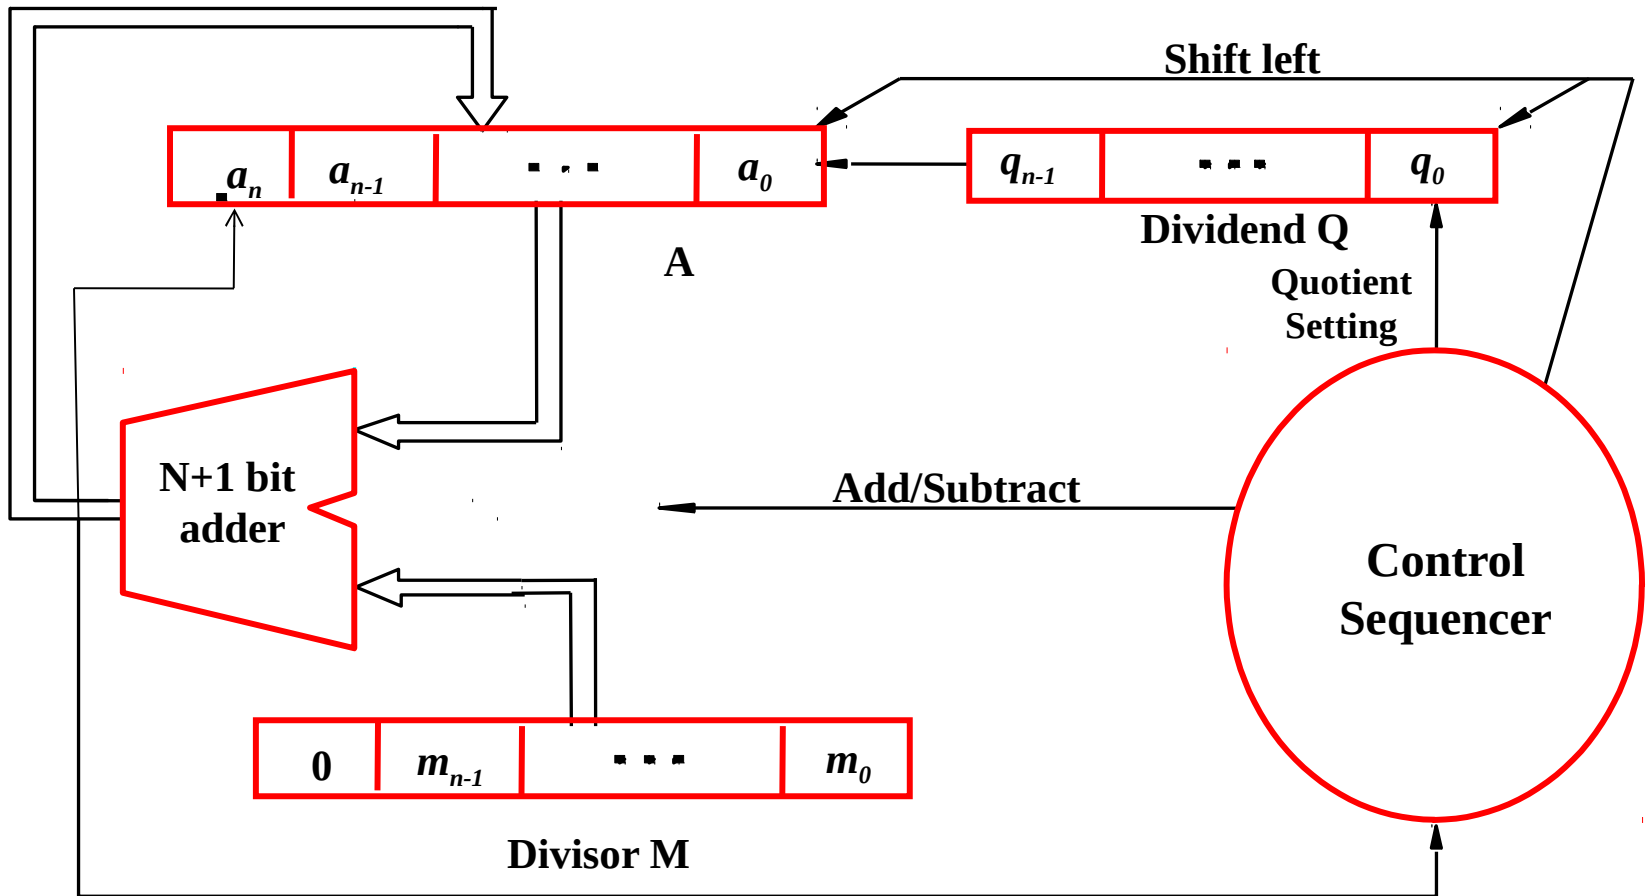 Shift left
aₙ aₙ₋₁ ... a₀
qₙ₋₁ ... q₀
Dividend Q
A
Quotient
Setting
N+1 bit
adder
Add/Subtract
Control
Sequencer
0 mₙ₋₁ ... m₀
Divisor M